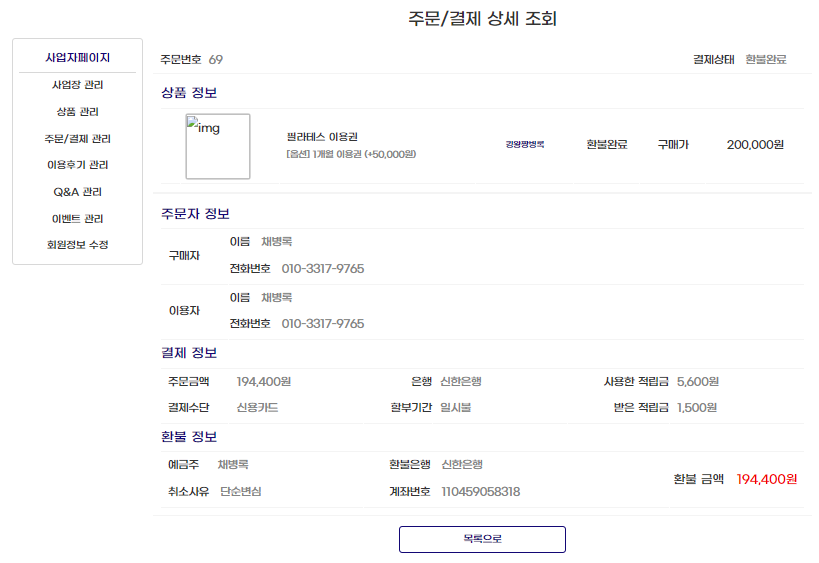 주문/결제 상세 조회
사업자페이지
사업장 관리
상품 관리
주문/결제 관리
이용후기 관리
Q&A 관리
이벤트 관리
회원정보 수정
주문번호 69 결제상태 환불완료
상품 정보
img
필라테스 이용권
[옵션] 1개월 이용권 (+50,000원)
환불완료 구매가 200,000원
주문자 정보
구매자
이름 채병록
전화번호 010-3317-9765
이용자
이름 채병록
전화번호 010-3317-9765
결제 정보
주문금액 194,400원 은행 신한은행 사용한 적립금 5,600원
결제수단 신용카드 할부기간 일시불 받은 적립금 1,500원
환불 정보
예금주 채병록 환불은행 신한은행
취소사유 단순변심 계좌번호 110459058318
환불 금액 194,400원
목록으로